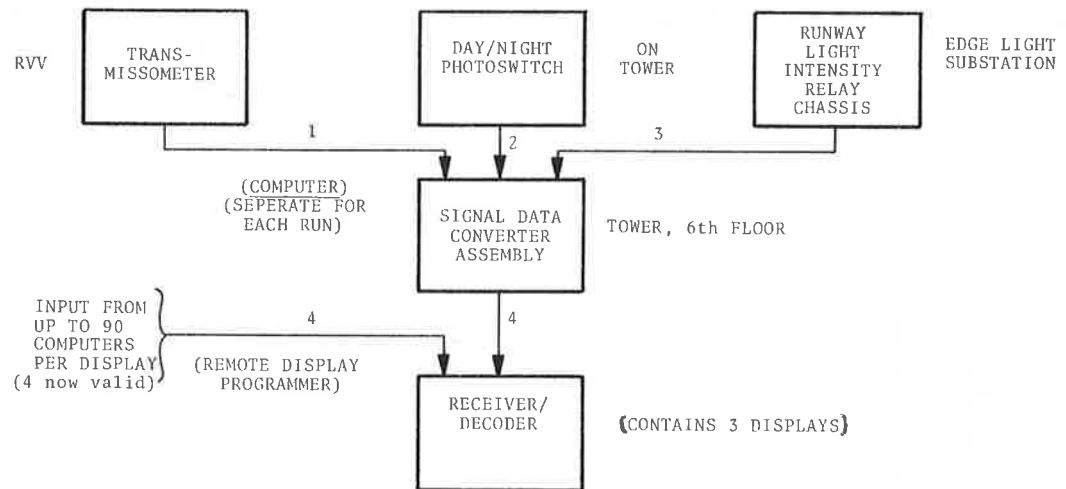 RVV
TRANS-
MISSOMETER
DAY/NIGHT
PHOTOSWITCH
ON
TOWER
RUNWAY
LIGHT
INTENSITY
RELAY
CHASSIS
EDGE LIGHT
SUBSTATION
1
2
3
(COMPUTER)
(SEPERATE FOR
EACH RUN)
SIGNAL DATA
CONVERTER
ASSEMBLY
TOWER, 6th FLOOR
INPUT FROM
UP TO 90
COMPUTERS
PER DISPLAY
(4 now valid)
4
4
(REMOTE DISPLAY
PROGRAMMER)
RECEIVER/
DECODER
(CONTAINS 3 DISPLAYS)